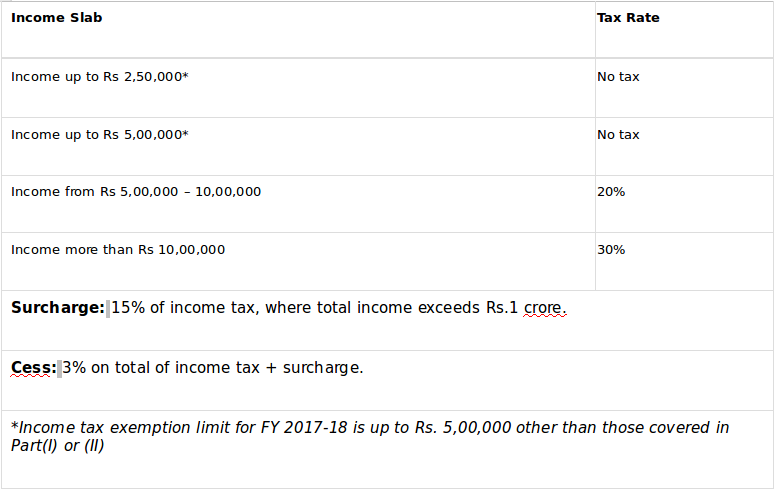 Income Slab Tax Rate
Income up to Rs 2,50,000* No tax
Income up to Rs 5,00,000* No tax
Income from Rs 5,00,000 – 10,00,000 20%
Income more than Rs 10,00,000 30%
Surcharge: 15% of income tax, where total income exceeds Rs.1 crore.
Cess: 3% on total of income tax + surcharge.
*Income tax exemption limit for FY 2017-18 is up to Rs. 5,00,000 other than those covered in
Part(I) or (II)